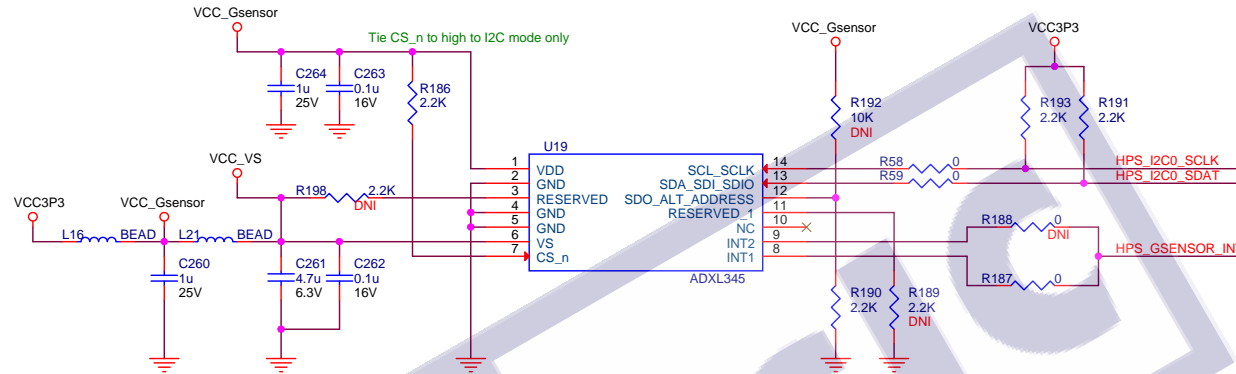 VCC_Gsensor
VCC_Gsensor
VCC3P3
Tie CS_n to high to I2C mode only
C264
1u
25V
C263
0.1u
16V
R186
2.2K
R192
10K
DNI
R193
2.2K
R191
2.2K
U19
VCC_VS
R198
2.2K
DNI
VCC3P3
VCC_Gsensor
L16
BEAD
L21
BEAD
C260
1u
25V
C261
4.7u
6.3V
C262
0.1u
16V
1
VDD
2
GND
3
RESERVED
4
GND
5
GND
6
VS
7
CS_n
SCL_SCLK
14
SDA_SDI_SDIO
13
SDO_ALT_ADDRESS
12
RESERVED_1
11
NC
10
INT2
9
INT1
8
ADXL345
R58
0
HPS_I2C0_SCLK
R59
0
HPS_I2C0_SDAT
R188
0
DNI
HPS_GSENSOR_INT
R187
0
R190
2.2K
R189
2.2K
DNI